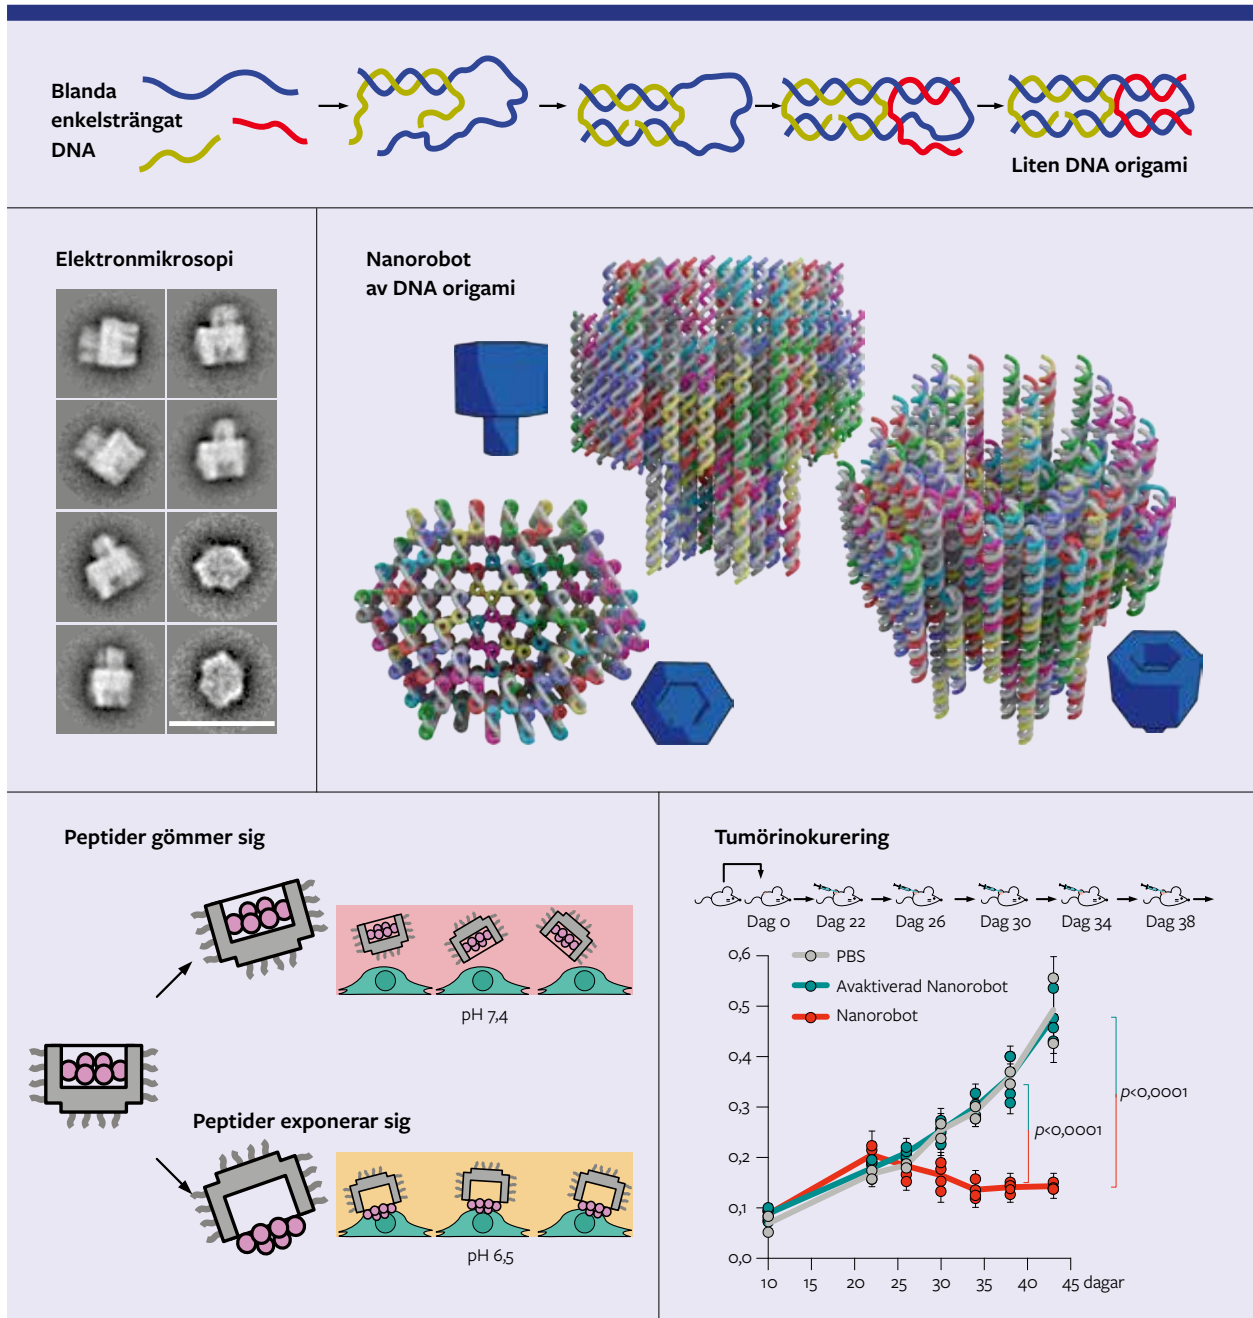 Blanda
enkelsträngat
DNA
Liten DNA origami
Elektronmikrosopi
Nanorobot
av DNA origami
Peptider gömmer sig
pH 7,4
Peptider exponerar sig
pH 6,5
Tumörinokurering
Dag 0 Dag 22 Dag 26 Dag 30 Dag 34 Dag 38
PBS
Avaktiverad Nanorobot
Nanorobot
0,6
0,5
0,4
0,3
0,2
0,1
0,0
p<0,0001
p<0,0001
10 15 20 25 30 35 40 45 dagar